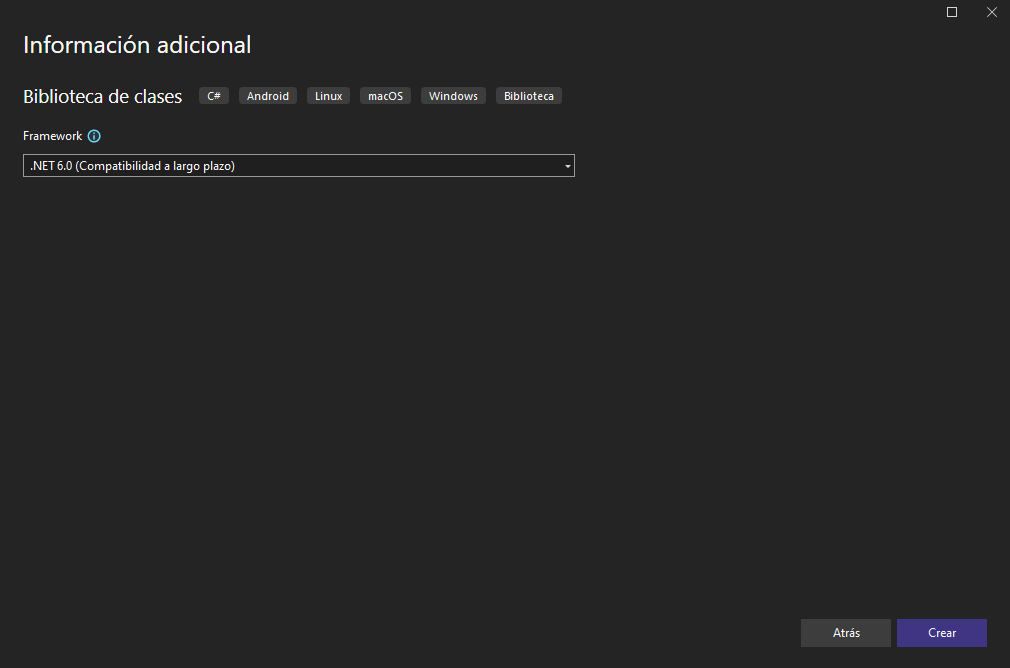 Información adicional
Biblioteca de clases C# Android Linux macOS Windows Biblioteca
Framework
.NET 6.0 (Compatibilidad a largo plazo)
Atrás Crear